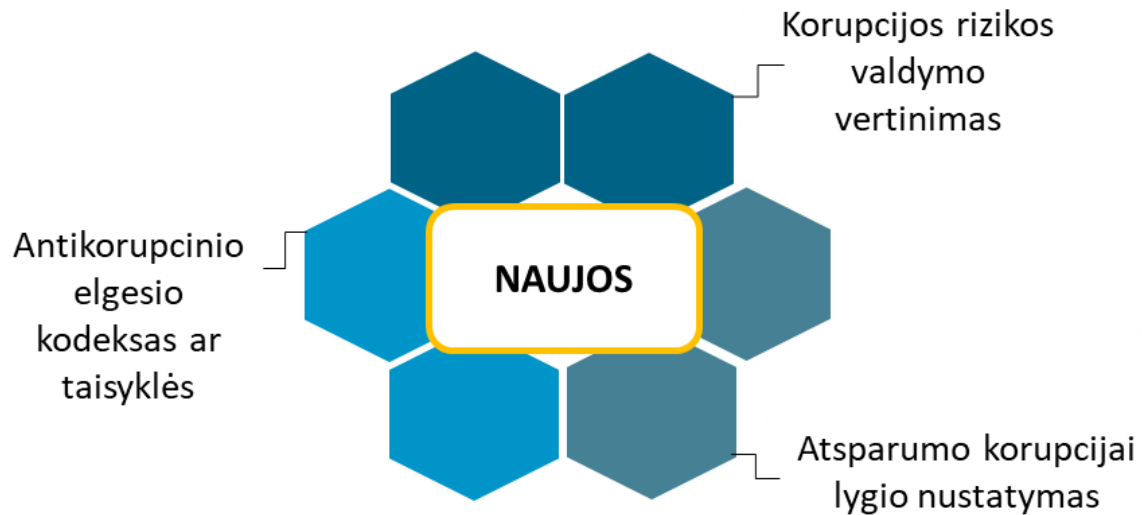 Korupcijos rizikos
valdymo
vertinimas
Antikorupcinio
elgesio
kodeksas ar
taisyklės
NAUJOS
Atsparumo korupcijai
lygio nustatymas